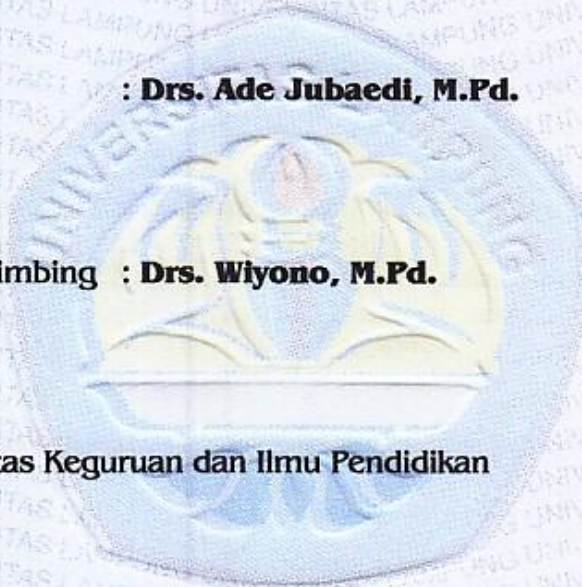 : Drs. Ade Jubaedi, M.Pd.
imbing : Drs. Wiyono, M.Pd.
tas Keguruan dan Ilmu Pendidikan